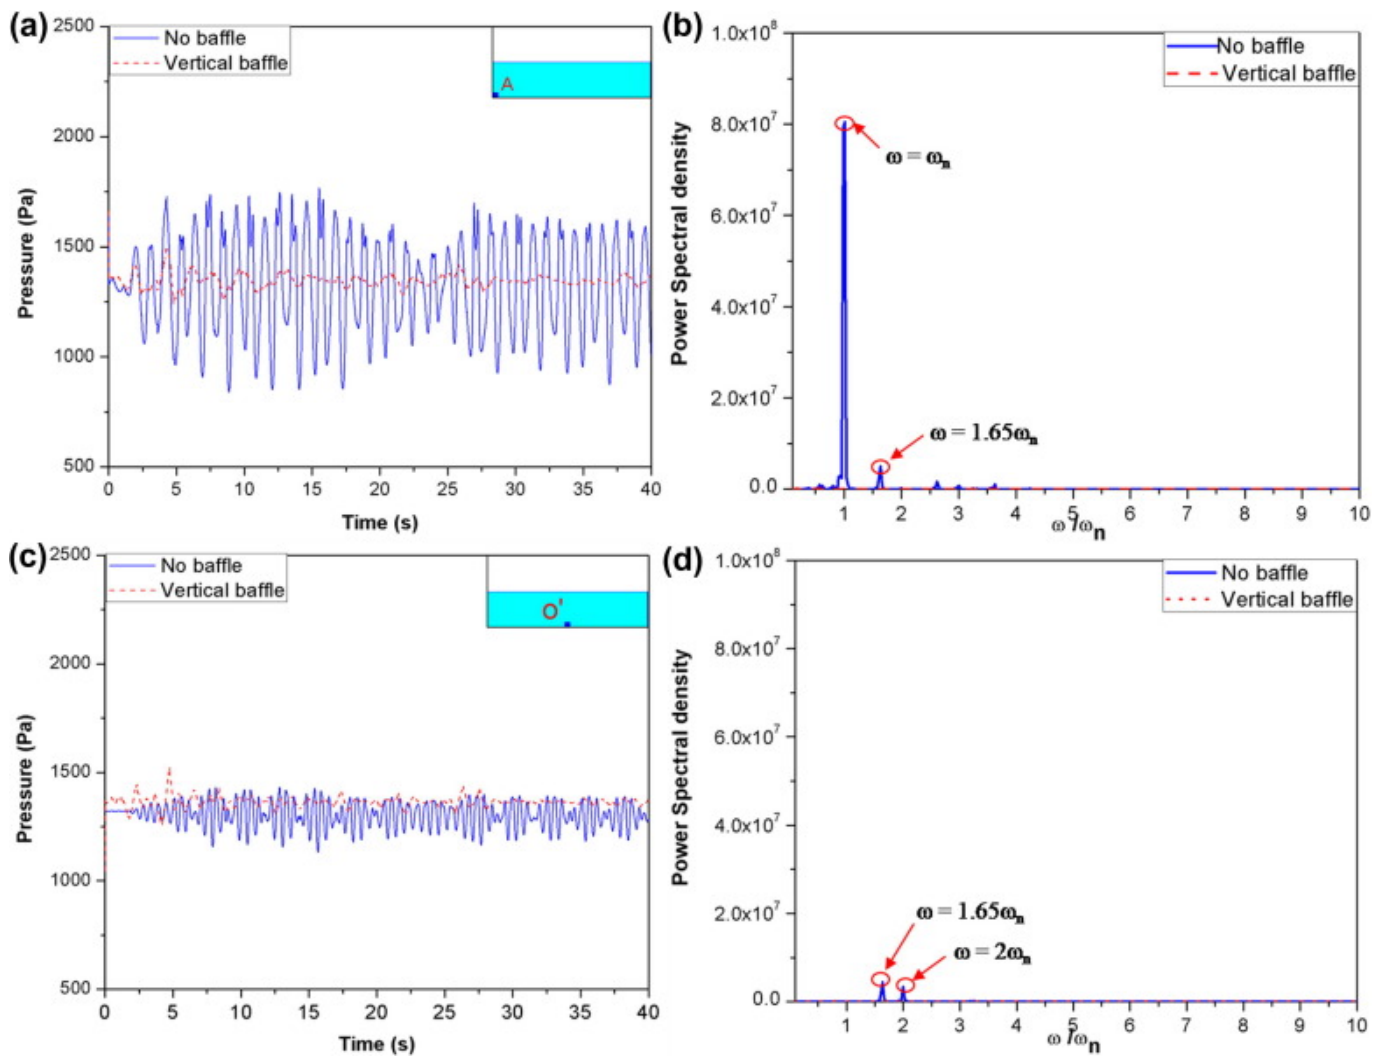 (a)
2500
2000
1500
1000
500
Pressure (Pa)
No baffle
Vertical baffle
A
0 5 10 15 20 25 30 35 40
Time (s)
(b)
1.0x10⁸
8.0x10⁷
6.0x10⁷
4.0x10⁷
2.0x10⁷
0.0
Power Spectral density
No baffle
Vertical baffle
ω = ωn
ω = 1.65ωn
1 2 3 4 5 6 7 8 9 10
ω /ωn
(c)
2500
2000
1500
1000
500
Pressure (Pa)
No baffle
Vertical baffle
O'
0 5 10 15 20 25 30 35 40
Time (s)
(d)
1.0x10⁸
8.0x10⁷
6.0x10⁷
4.0x10⁷
2.0x10⁷
0.0
Power Spectral density
No baffle
Vertical baffle
ω = 1.65ωn
ω = 2ωn
1 2 3 4 5 6 7 8 9 10
ω /ωn